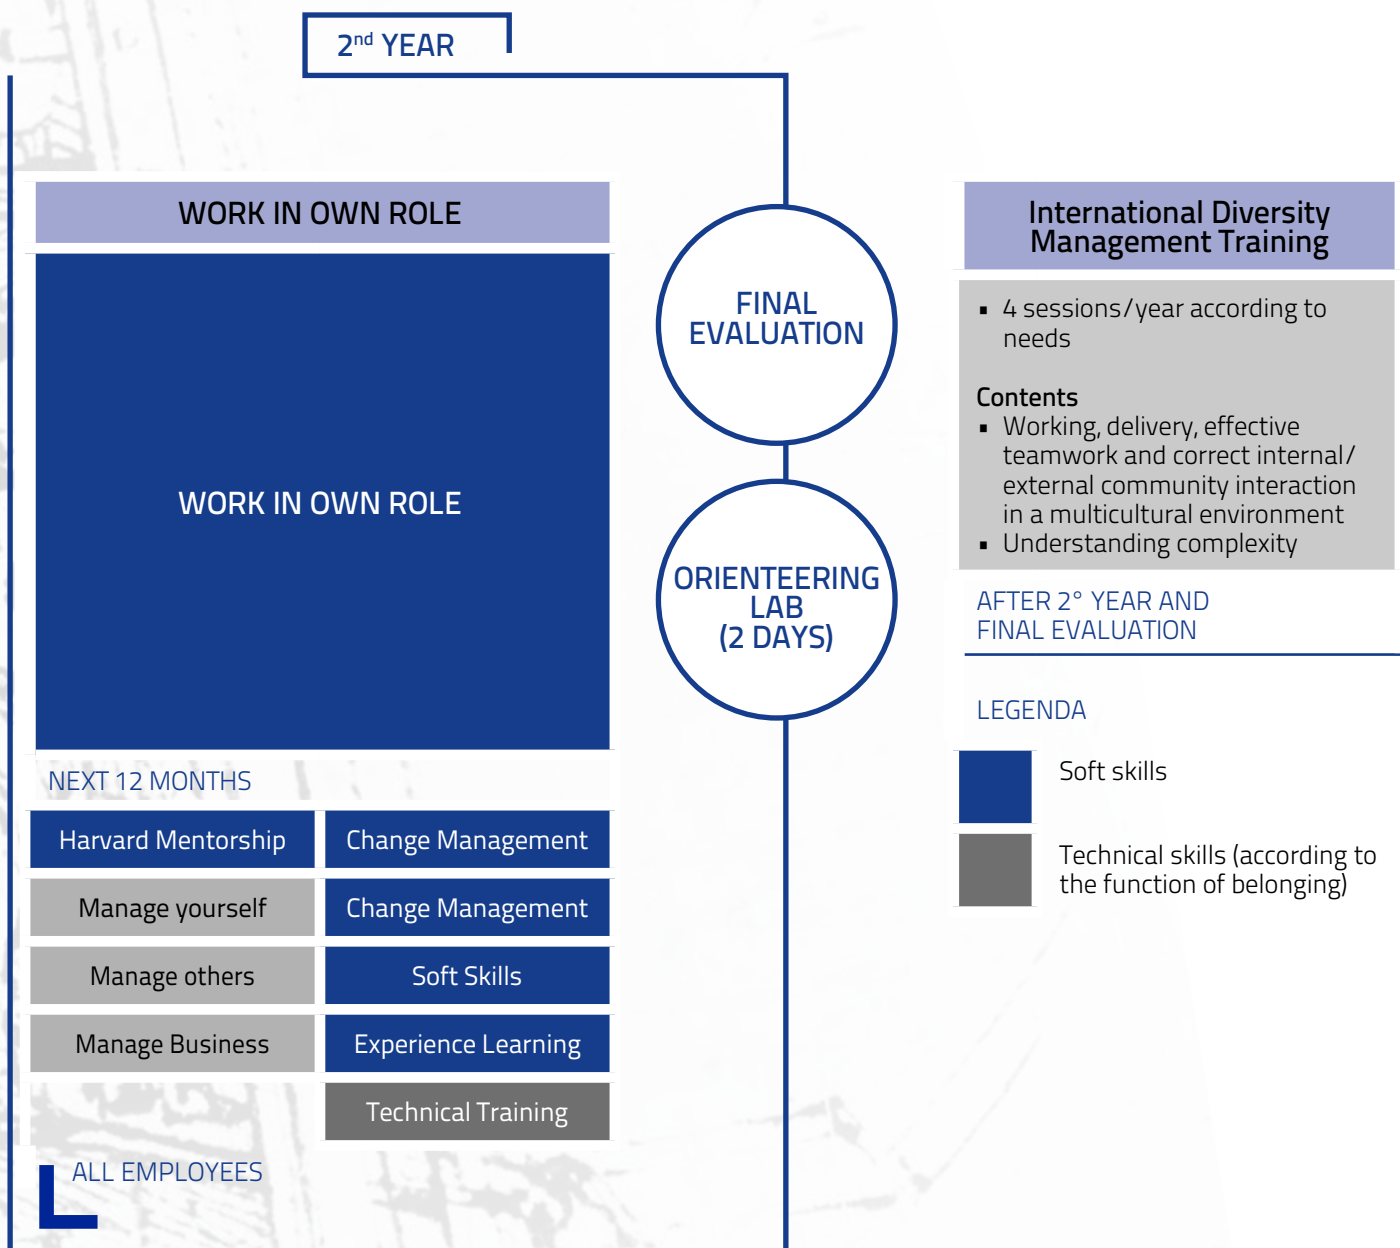 2nd YEAR
WORK IN OWN ROLE
WORK IN OWN ROLE
NEXT 12 MONTHS
Harvard Mentorship
Change Management
Manage yourself
Change Management
Manage others
Soft Skills
Manage Business
Experience Learning
Technical Training
ALL EMPLOYEES
FINAL
EVALUATION
ORIENTEERING
LAB
(2 DAYS)
International Diversity
Management Training
▪ 4 sessions/year according to
needs
Contents
▪ Working, delivery, effective
teamwork and correct internal/
external community interaction
in a multicultural environment
▪ Understanding complexity
AFTER 2° YEAR AND
FINAL EVALUATION
LEGENDA
Soft skills
Technical skills (according to
the function of belonging)